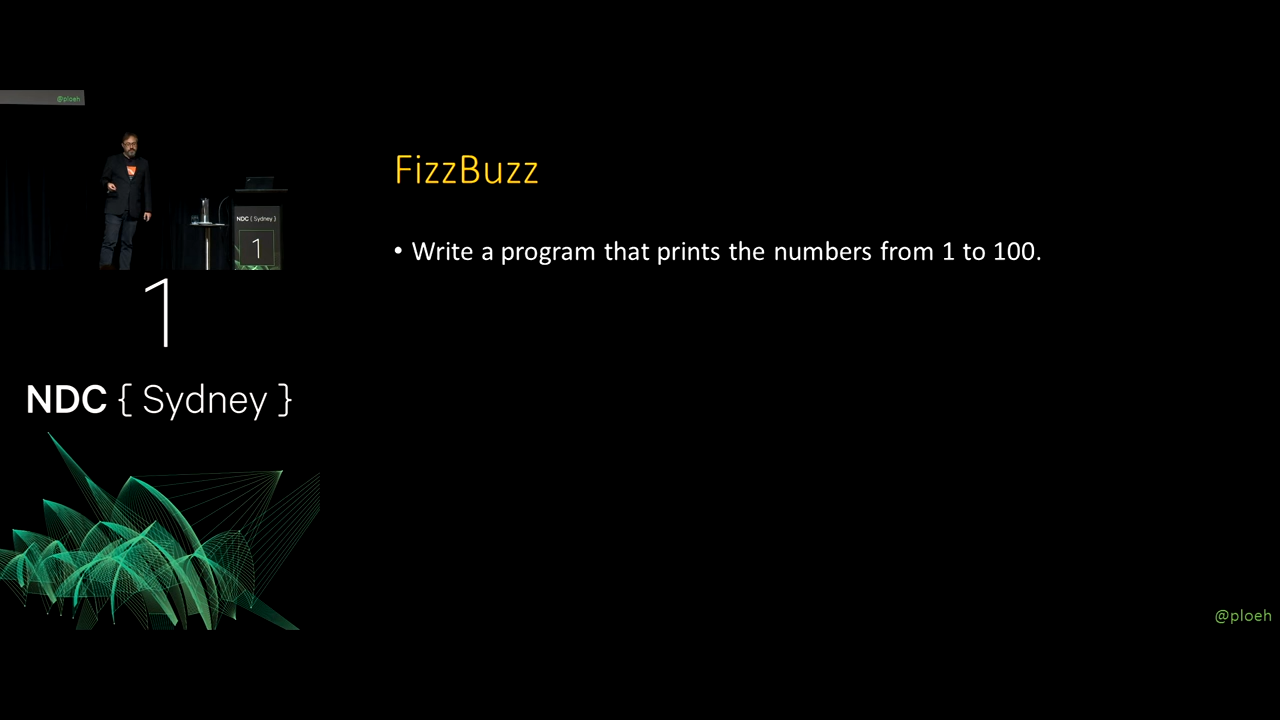 @ploeh
NDC { Sydney }
1
1
NDC { Sydney }
FizzBuzz
• Write a program that prints the numbers from 1 to 100.
@ploeh